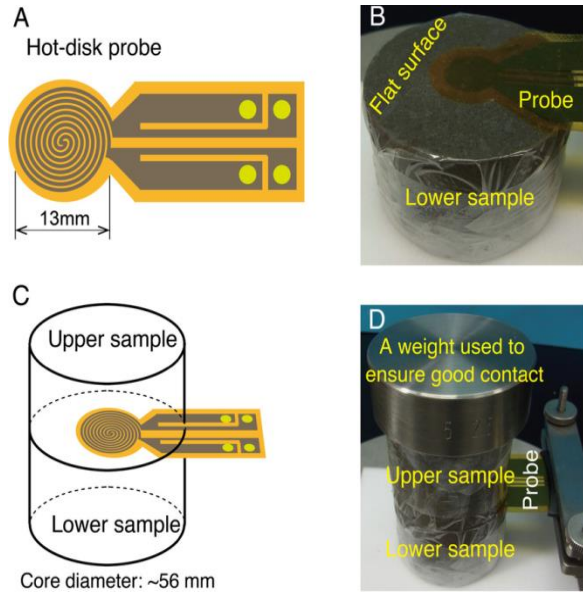 A
Hot-disk probe
13mm
B
Flat surface
Probe
Lower sample
C
Upper sample
Lower sample
Core diameter: ~56 mm
D
A weight used to
ensure good contact
Upper sample
Probe
Lower sample